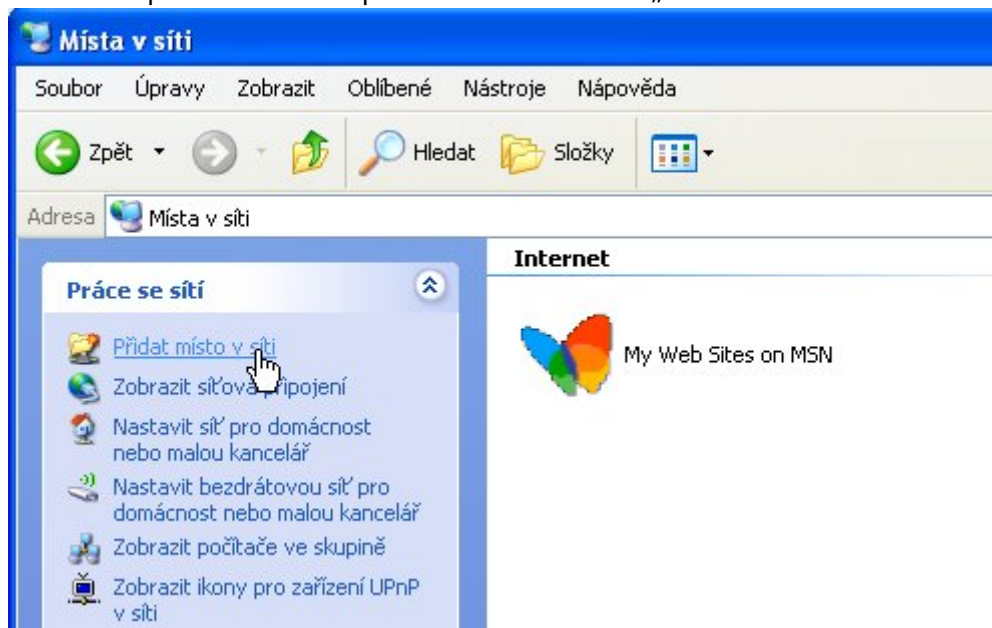 Místa v síti
Soubor Úpravy Zobrazit Oblíbené Nástroje Nápověda
Zpět Hledat Složky
Adresa Místa v síti
Práce se sítí
Přidat místo v síti
Zobrazit síťová připojení
Nastavit síť pro domácnost
nebo malou kancelář
Nastavit bezdrátovou síť pro
domácnost nebo malou kancelář
Zobrazit počítače ve skupině
Zobrazit ikony pro zařízení UPnP
v síti
Internet
My Web Sites on MSN